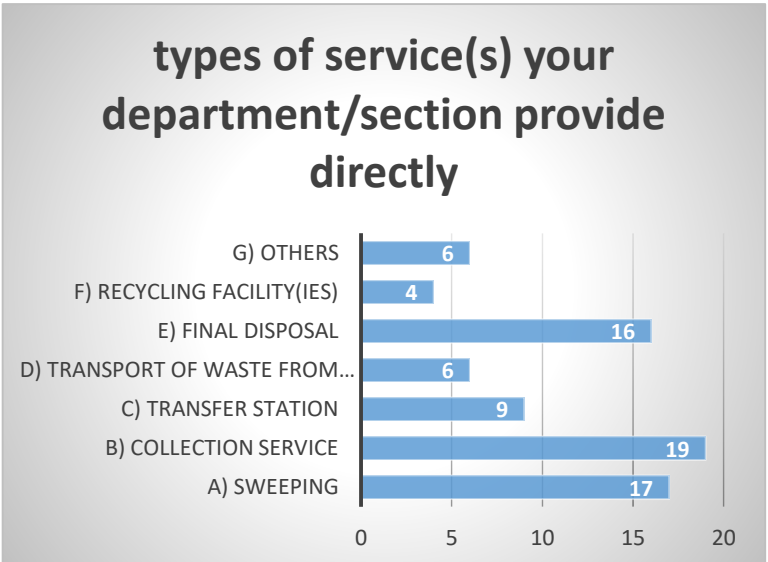 types of service(s) your
department/section provide
directly
G) OTHERS 6
F) RECYCLING FACILITY(IES) 4
E) FINAL DISPOSAL 16
D) TRANSPORT OF WASTE FROM… 6
C) TRANSFER STATION 9
B) COLLECTION SERVICE 19
A) SWEEPING 17
0 5 10 15 20